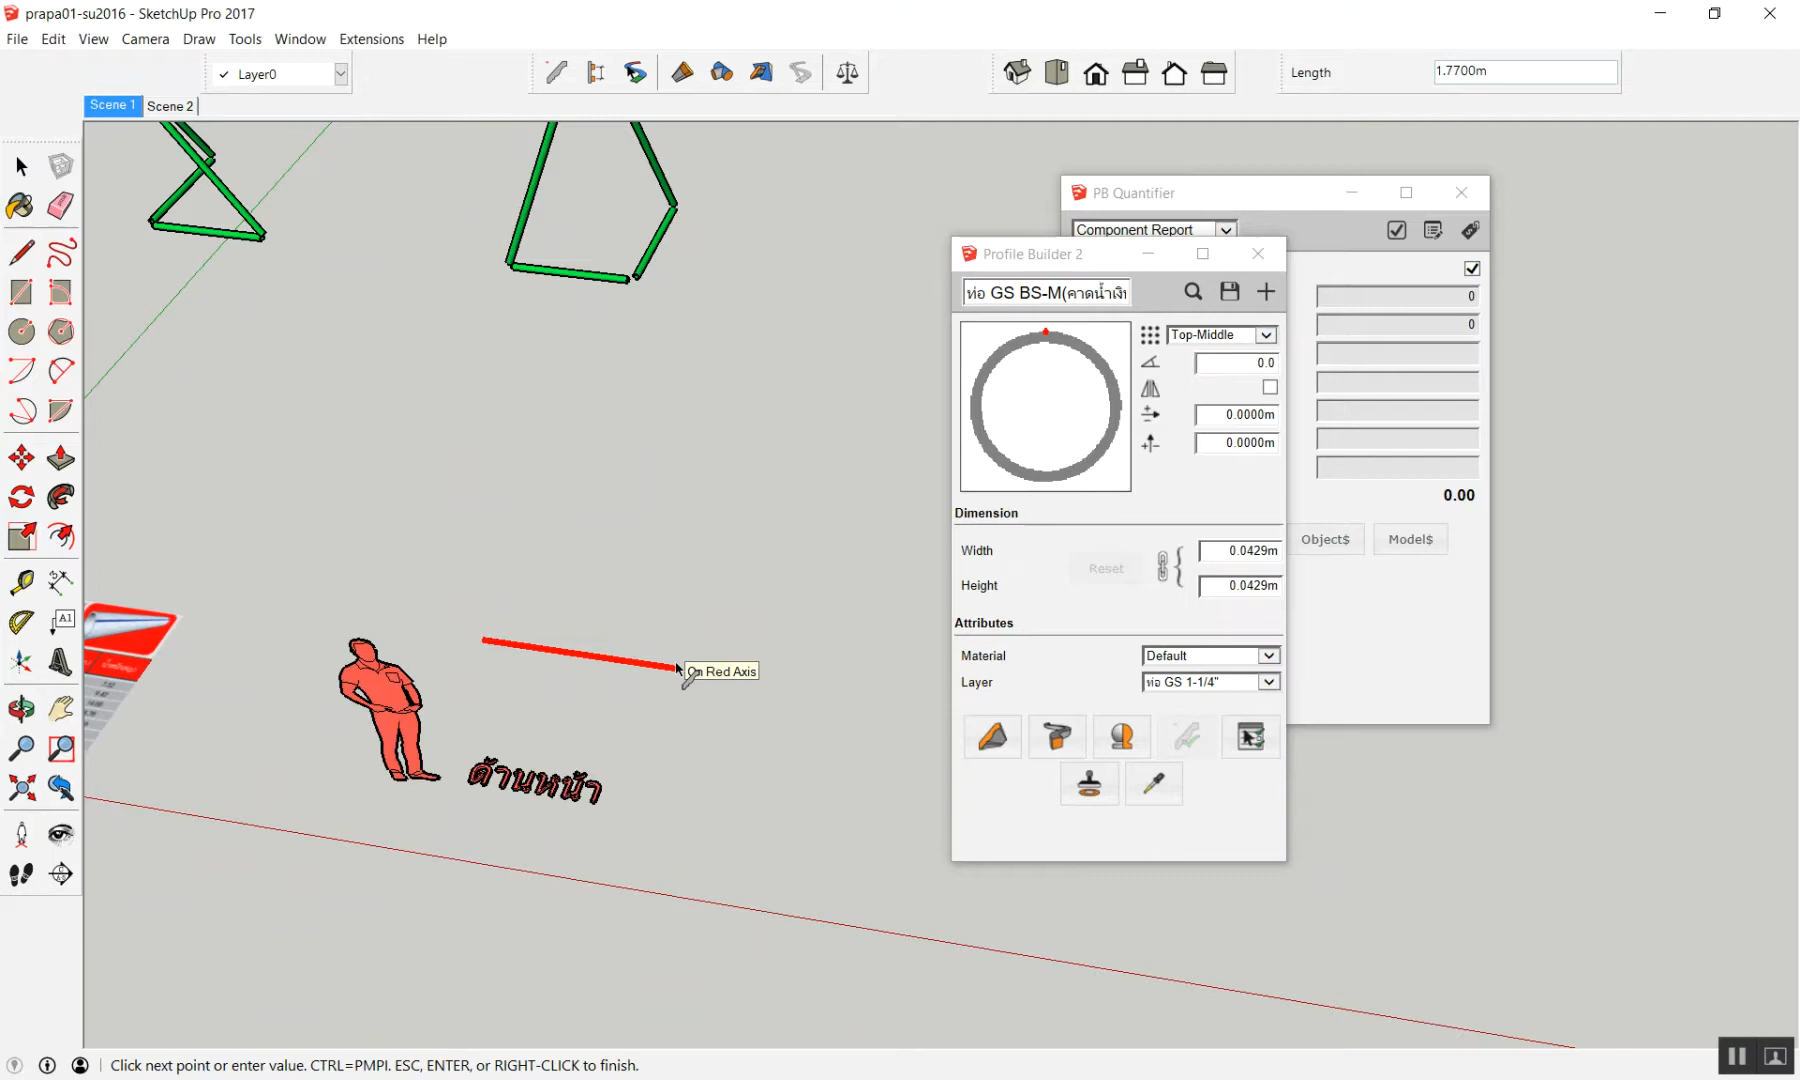 prapa01-su2016 - SketchUp Pro 2017
File Edit View Camera Draw Tools Window Extensions Help
Layer0
Length 1.7700m
Scene 1 Scene 2
PB Quantifier
Component Report
Profile Builder 2
ท่อ GS BS-M(คาดน้ำเงิ
Top-Middle
0.0
0.0000m
0.0000m
0
0
0.00
Dimension
Width 0.0429m
Reset
Height 0.0429m
Object$ Model$
Attributes
Material Default
Layer ท่อ GS 1-1/4"
A1
On Red Axis
ด้านหน้า
Click next point or enter value. CTRL=PMPI. ESC, ENTER, or RIGHT-CLICK to finish.